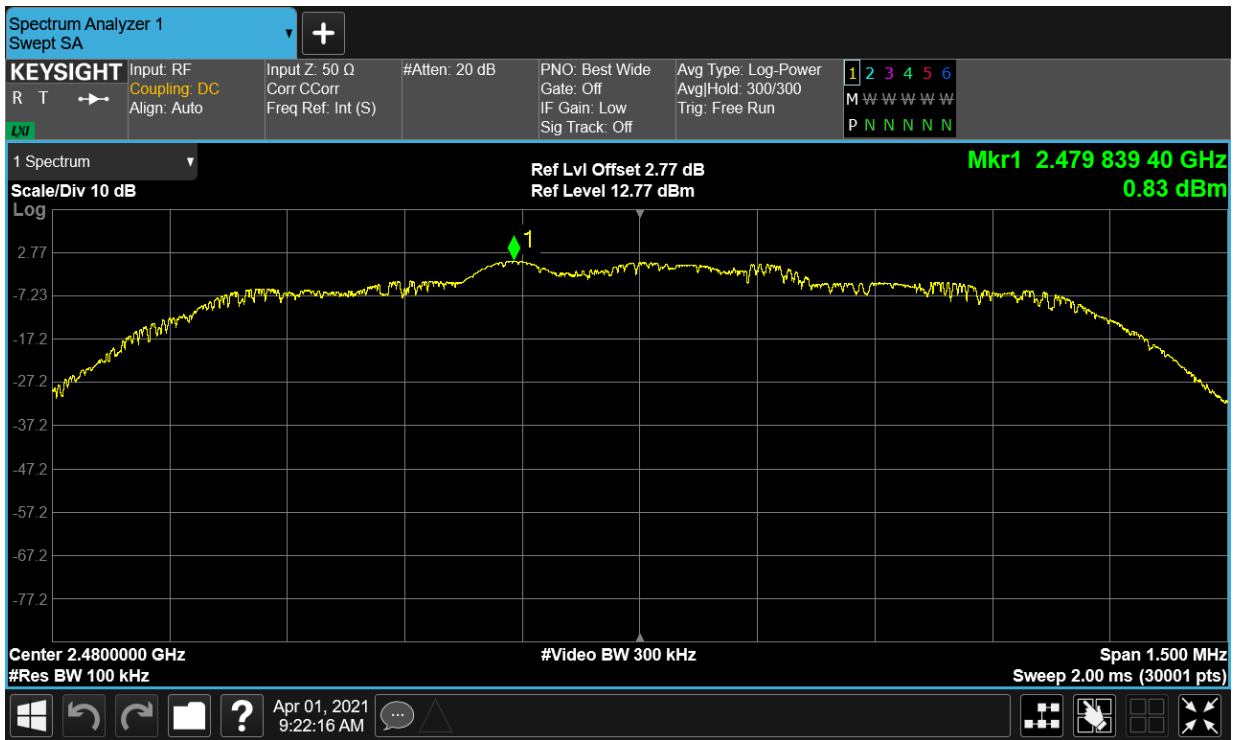 Spectrum Analyzer 1
Swept SA
KEYSIGHT
R T
LXI
Input: RF
Coupling: DC
Align: Auto
Input Z: 50 Ω
Corr CCorr
Freq Ref: Int (S)
#Atten: 20 dB
PNO: Best Wide
Gate: Off
IF Gain: Low
Sig Track: Off
Avg Type: Log-Power
Avg|Hold: 300/300
Trig: Free Run
1 2 3 4 5 6
M W W W W W
P N N N N N
1 Spectrum
Scale/Div 10 dB
Log
Ref Lvl Offset 2.77 dB
Ref Level 12.77 dBm
Mkr1 2.479 839 40 GHz
0.83 dBm
1
2.77
-7.23
-17.2
-27.2
-37.2
-47.2
-57.2
-67.2
-77.2
Center 2.4800000 GHz
#Res BW 100 kHz
#Video BW 300 kHz
Span 1.500 MHz
Sweep 2.00 ms (30001 pts)
?
Apr 01, 2021
9:22:16 AM